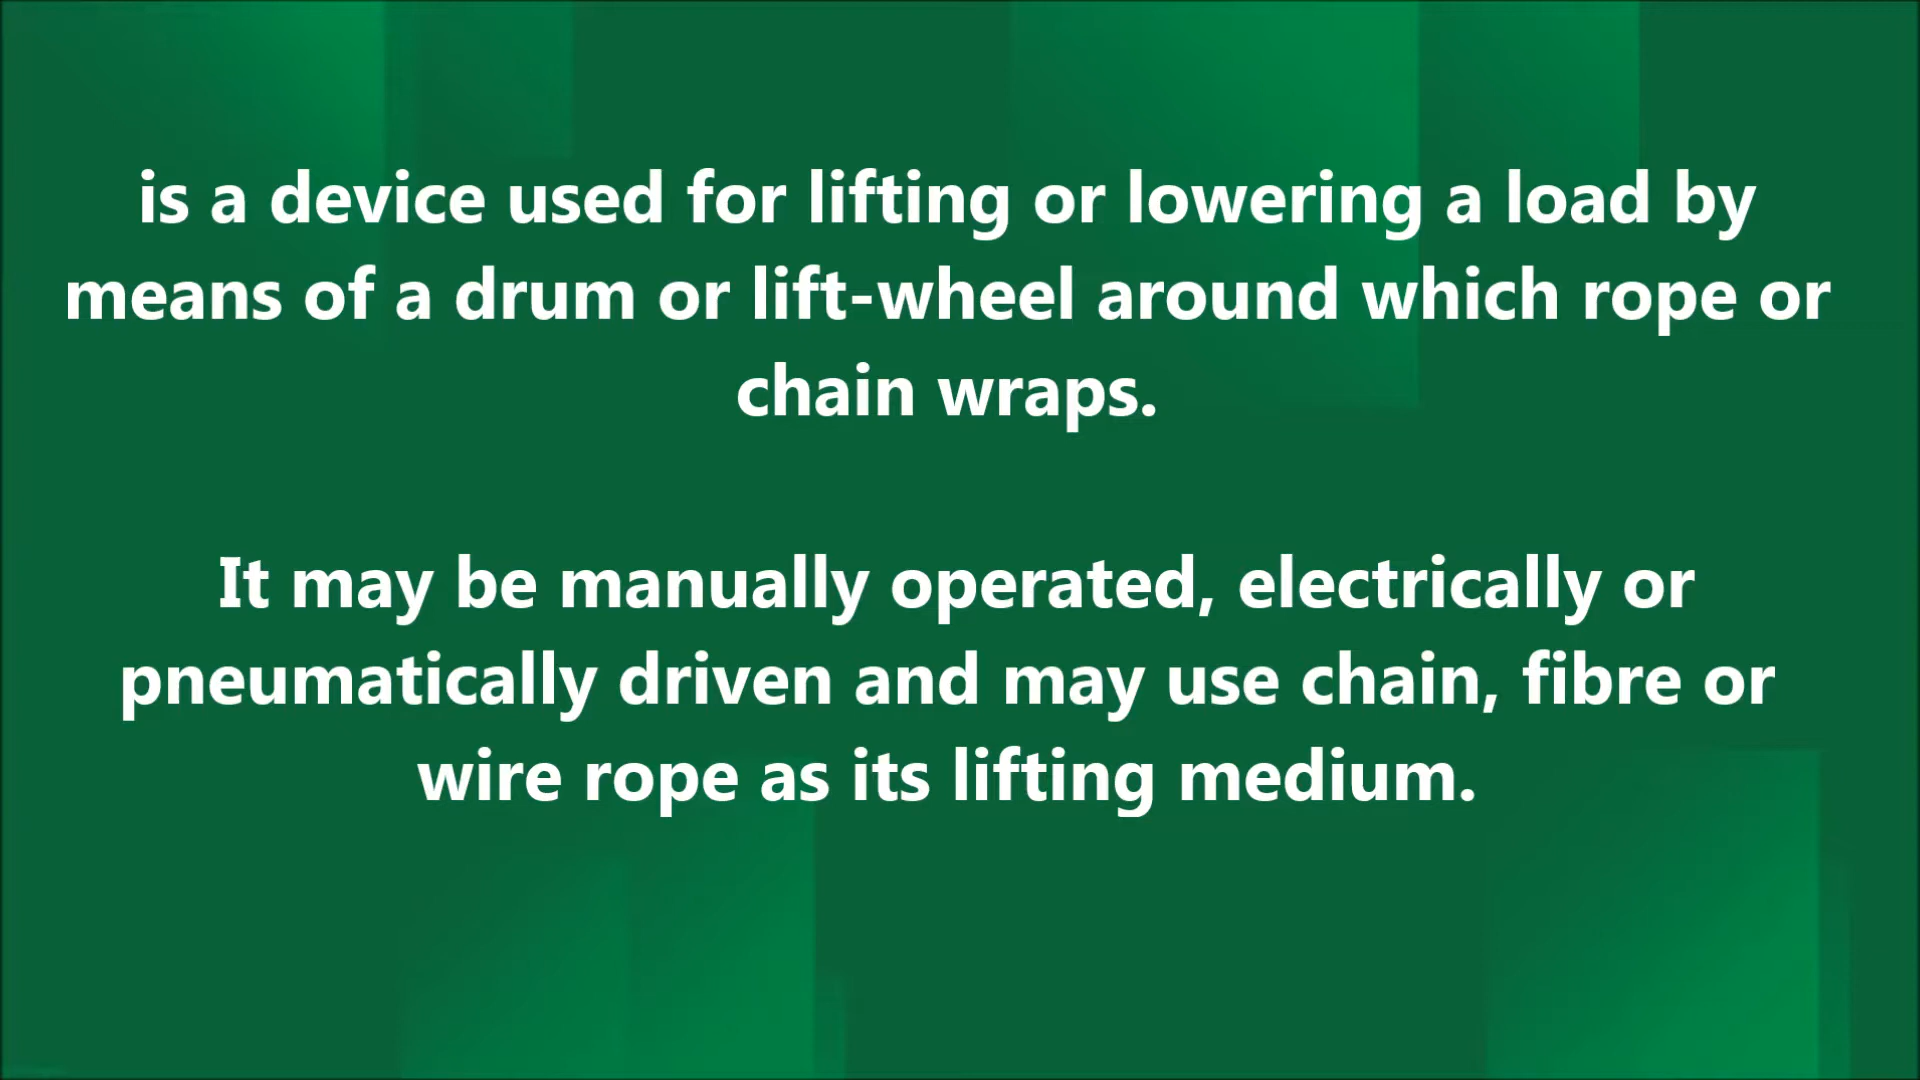 is a device used for lifting or lowering a load by
means of a drum or lift-wheel around which rope or
chain wraps.
It may be manually operated, electrically or
pneumatically driven and may use chain, fibre or
wire rope as its lifting medium.